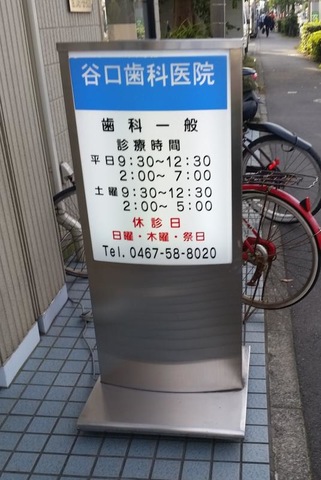 谷口歯科医院
歯科一般
診療時間
平日9:30~12:30
2:00~ 7:00
土曜9:30~12:30
2:00~ 5:00
休診日
日曜・木曜・祭日
Tel. 0467-58-8020